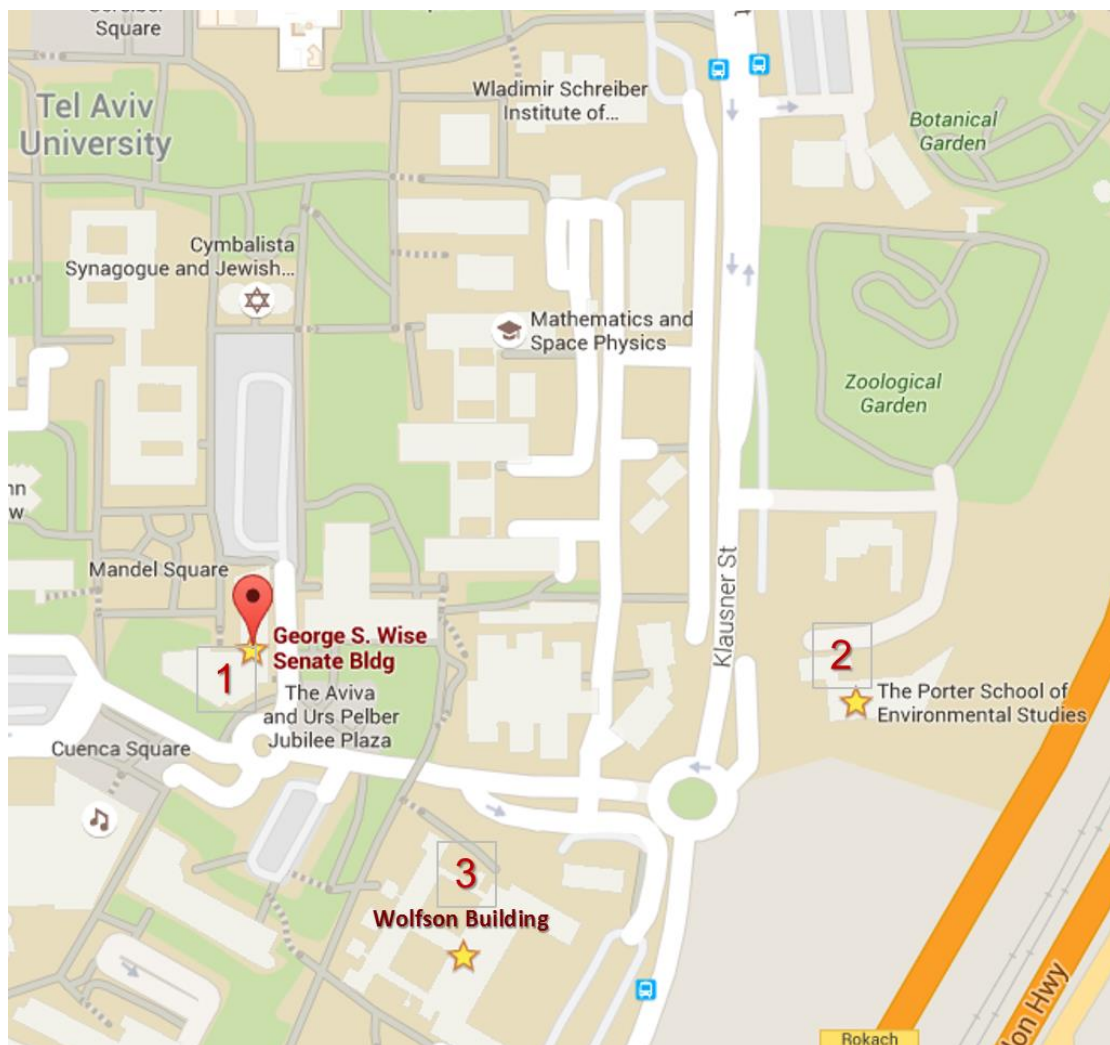 Square
Tel Aviv
University
Wladimir Schreiber
Institute of...
Botanical
Garden
Cymbalista
Synagogue and Jewish...
Mathematics and
Space Physics
Zoological
Garden
Mandel Square
Klausner St
George S. Wise
Senate Bldg
1
2
The Aviva
and Urs Pelber
Jubilee Plaza
The Porter School of
Environmental Studies
Cuenca Square
3
Wolfson Building
Hwy
Rokach